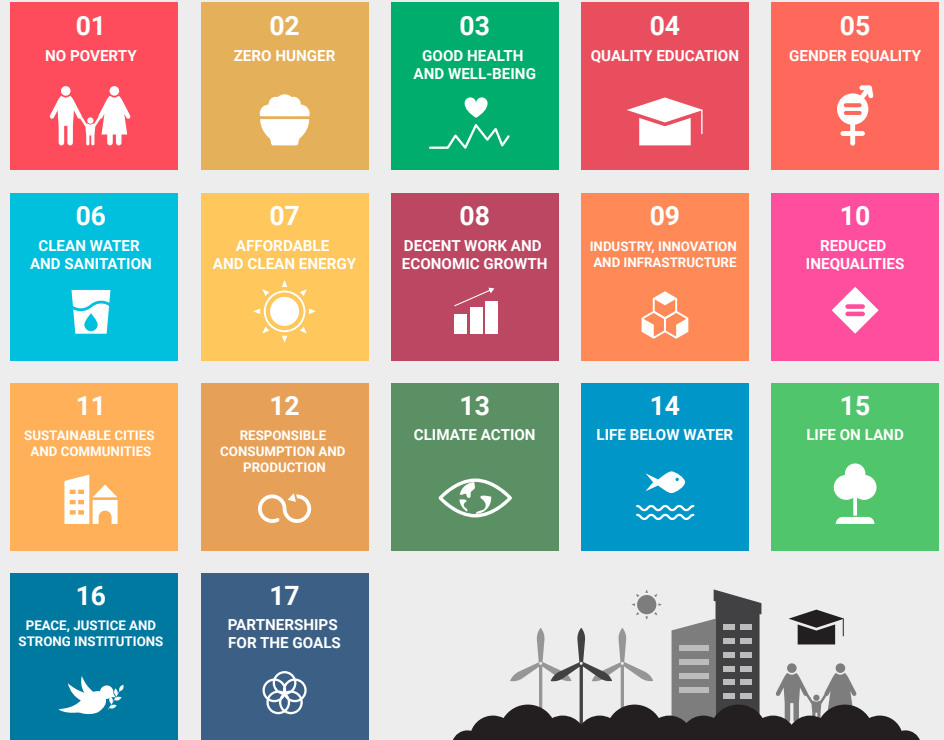 01
NO POVERTY
02
ZERO HUNGER
03
GOOD HEALTH
AND WELL-BEING
04
QUALITY EDUCATION
05
GENDER EQUALITY
06
CLEAN WATER
AND SANITATION
07
AFFORDABLE
AND CLEAN ENERGY
08
DECENT WORK AND
ECONOMIC GROWTH
09
INDUSTRY, INNOVATION
AND INFRASTRUCTURE
10
REDUCED
INEQUALITIES
11
SUSTAINABLE CITIES
AND COMMUNITIES
12
RESPONSIBLE
CONSUMPTION AND
PRODUCTION
13
CLIMATE ACTION
14
LIFE BELOW WATER
15
LIFE ON LAND
16
PEACE, JUSTICE AND
STRONG INSTITUTIONS
17
PARTNERSHIPS
FOR THE GOALS